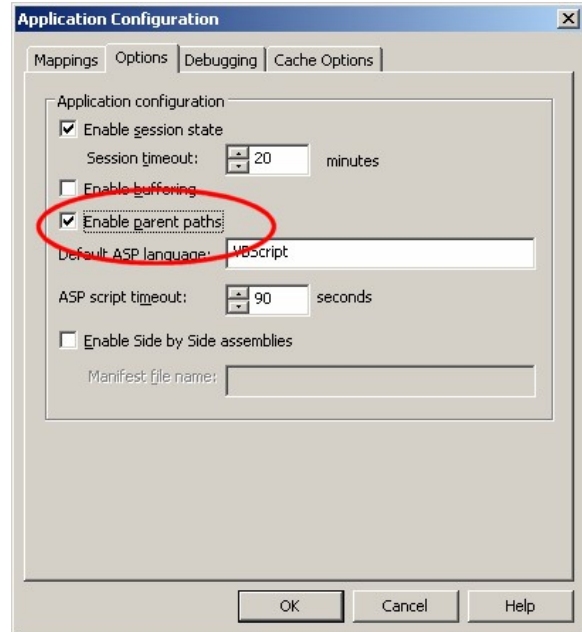 Application Configuration
Mappings Options Debugging Cache Options
Application configuration
Enable session state
Session timeout: 20 minutes
Enable buffering
Enable parent paths
Default ASP language: VBScript
ASP script timeout: 90 seconds
Enable Side by Side assemblies
Manifest file name:
OK Cancel Help